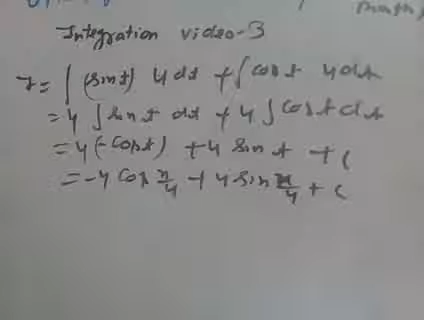 Integration video-3
I = ∫ (sin t) 4 dt + ∫ cos t 4 dt
= 4 ∫ sin t dt + 4 ∫ cos t dt
= 4 (-cos t) + 4 sin t + c
= -4 cos x/4 + 4 sin x/4 + c